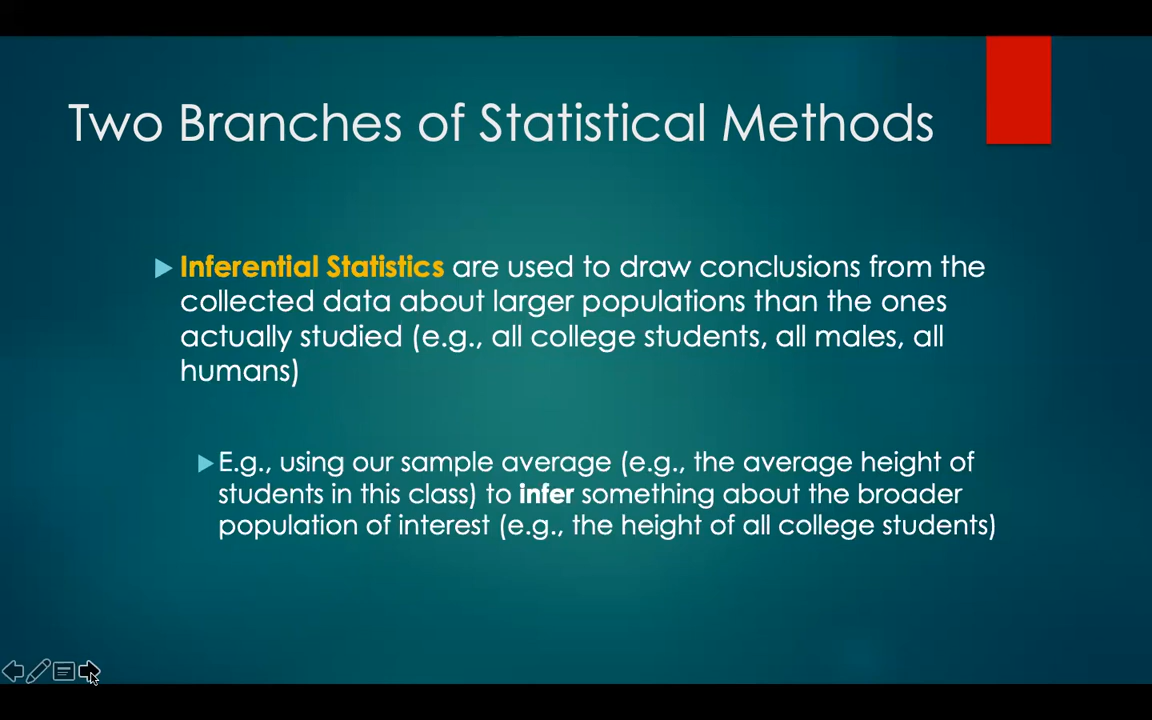 Two Branches of Statistical Methods
Inferential Statistics are used to draw conclusions from the
collected data about larger populations than the ones
actually studied (e.g., all college students, all males, all
humans)
E.g., using our sample average (e.g., the average height of
students in this class) to infer something about the broader
population of interest (e.g., the height of all college students)